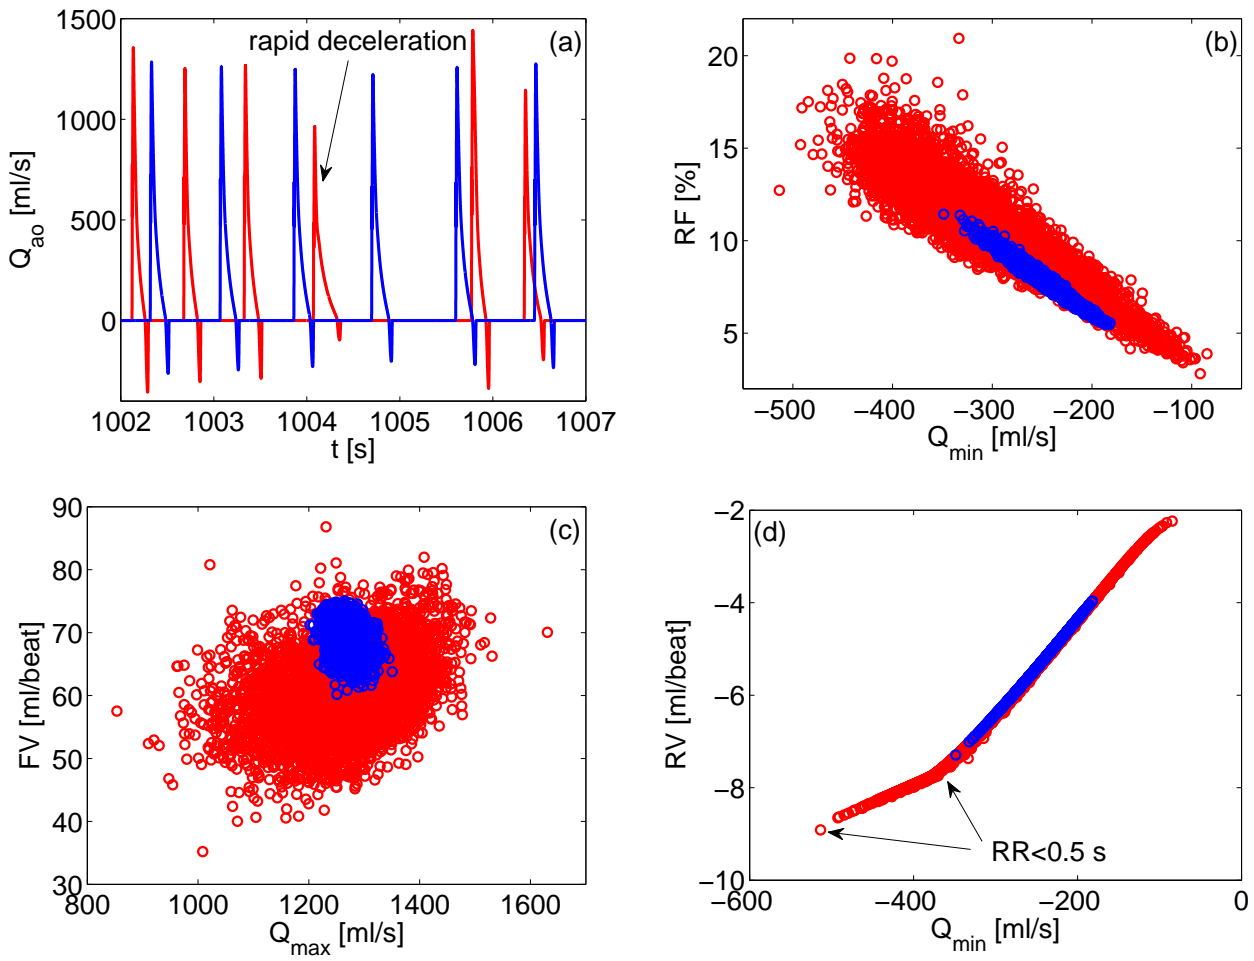 (a)
rapid deceleration
Q_ao [ml/s]
1500
1000
500
0
1002 1003 1004 1005 1006 1007
t [s]
(b)
RF [%]
20
15
10
5
−500 −400 −300 −200 −100
Q_min [ml/s]
(c)
FV [ml/beat]
90
80
70
60
50
40
30
800 1000 1200 1400 1600
Q_max [ml/s]
(d)
RV [ml/beat]
−2
−4
−6
−8
−10
RR<0.5 s
−600 −400 −200 0
Q_min [ml/s]